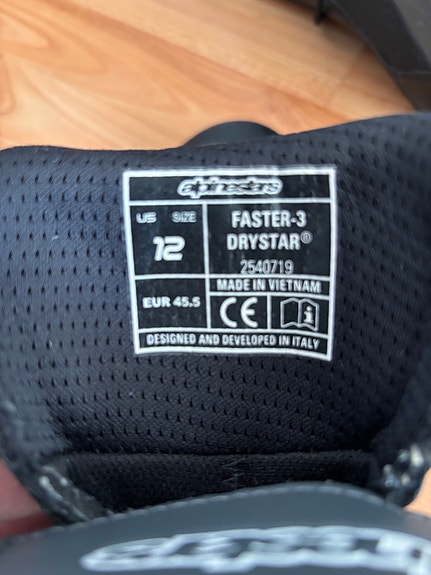 alpinestars
US SIZE
12
EUR 45.5
FASTER-3
DRYSTAR®
2540719
MADE IN VIETNAM
CE
DESIGNED AND DEVELOPED IN ITALY